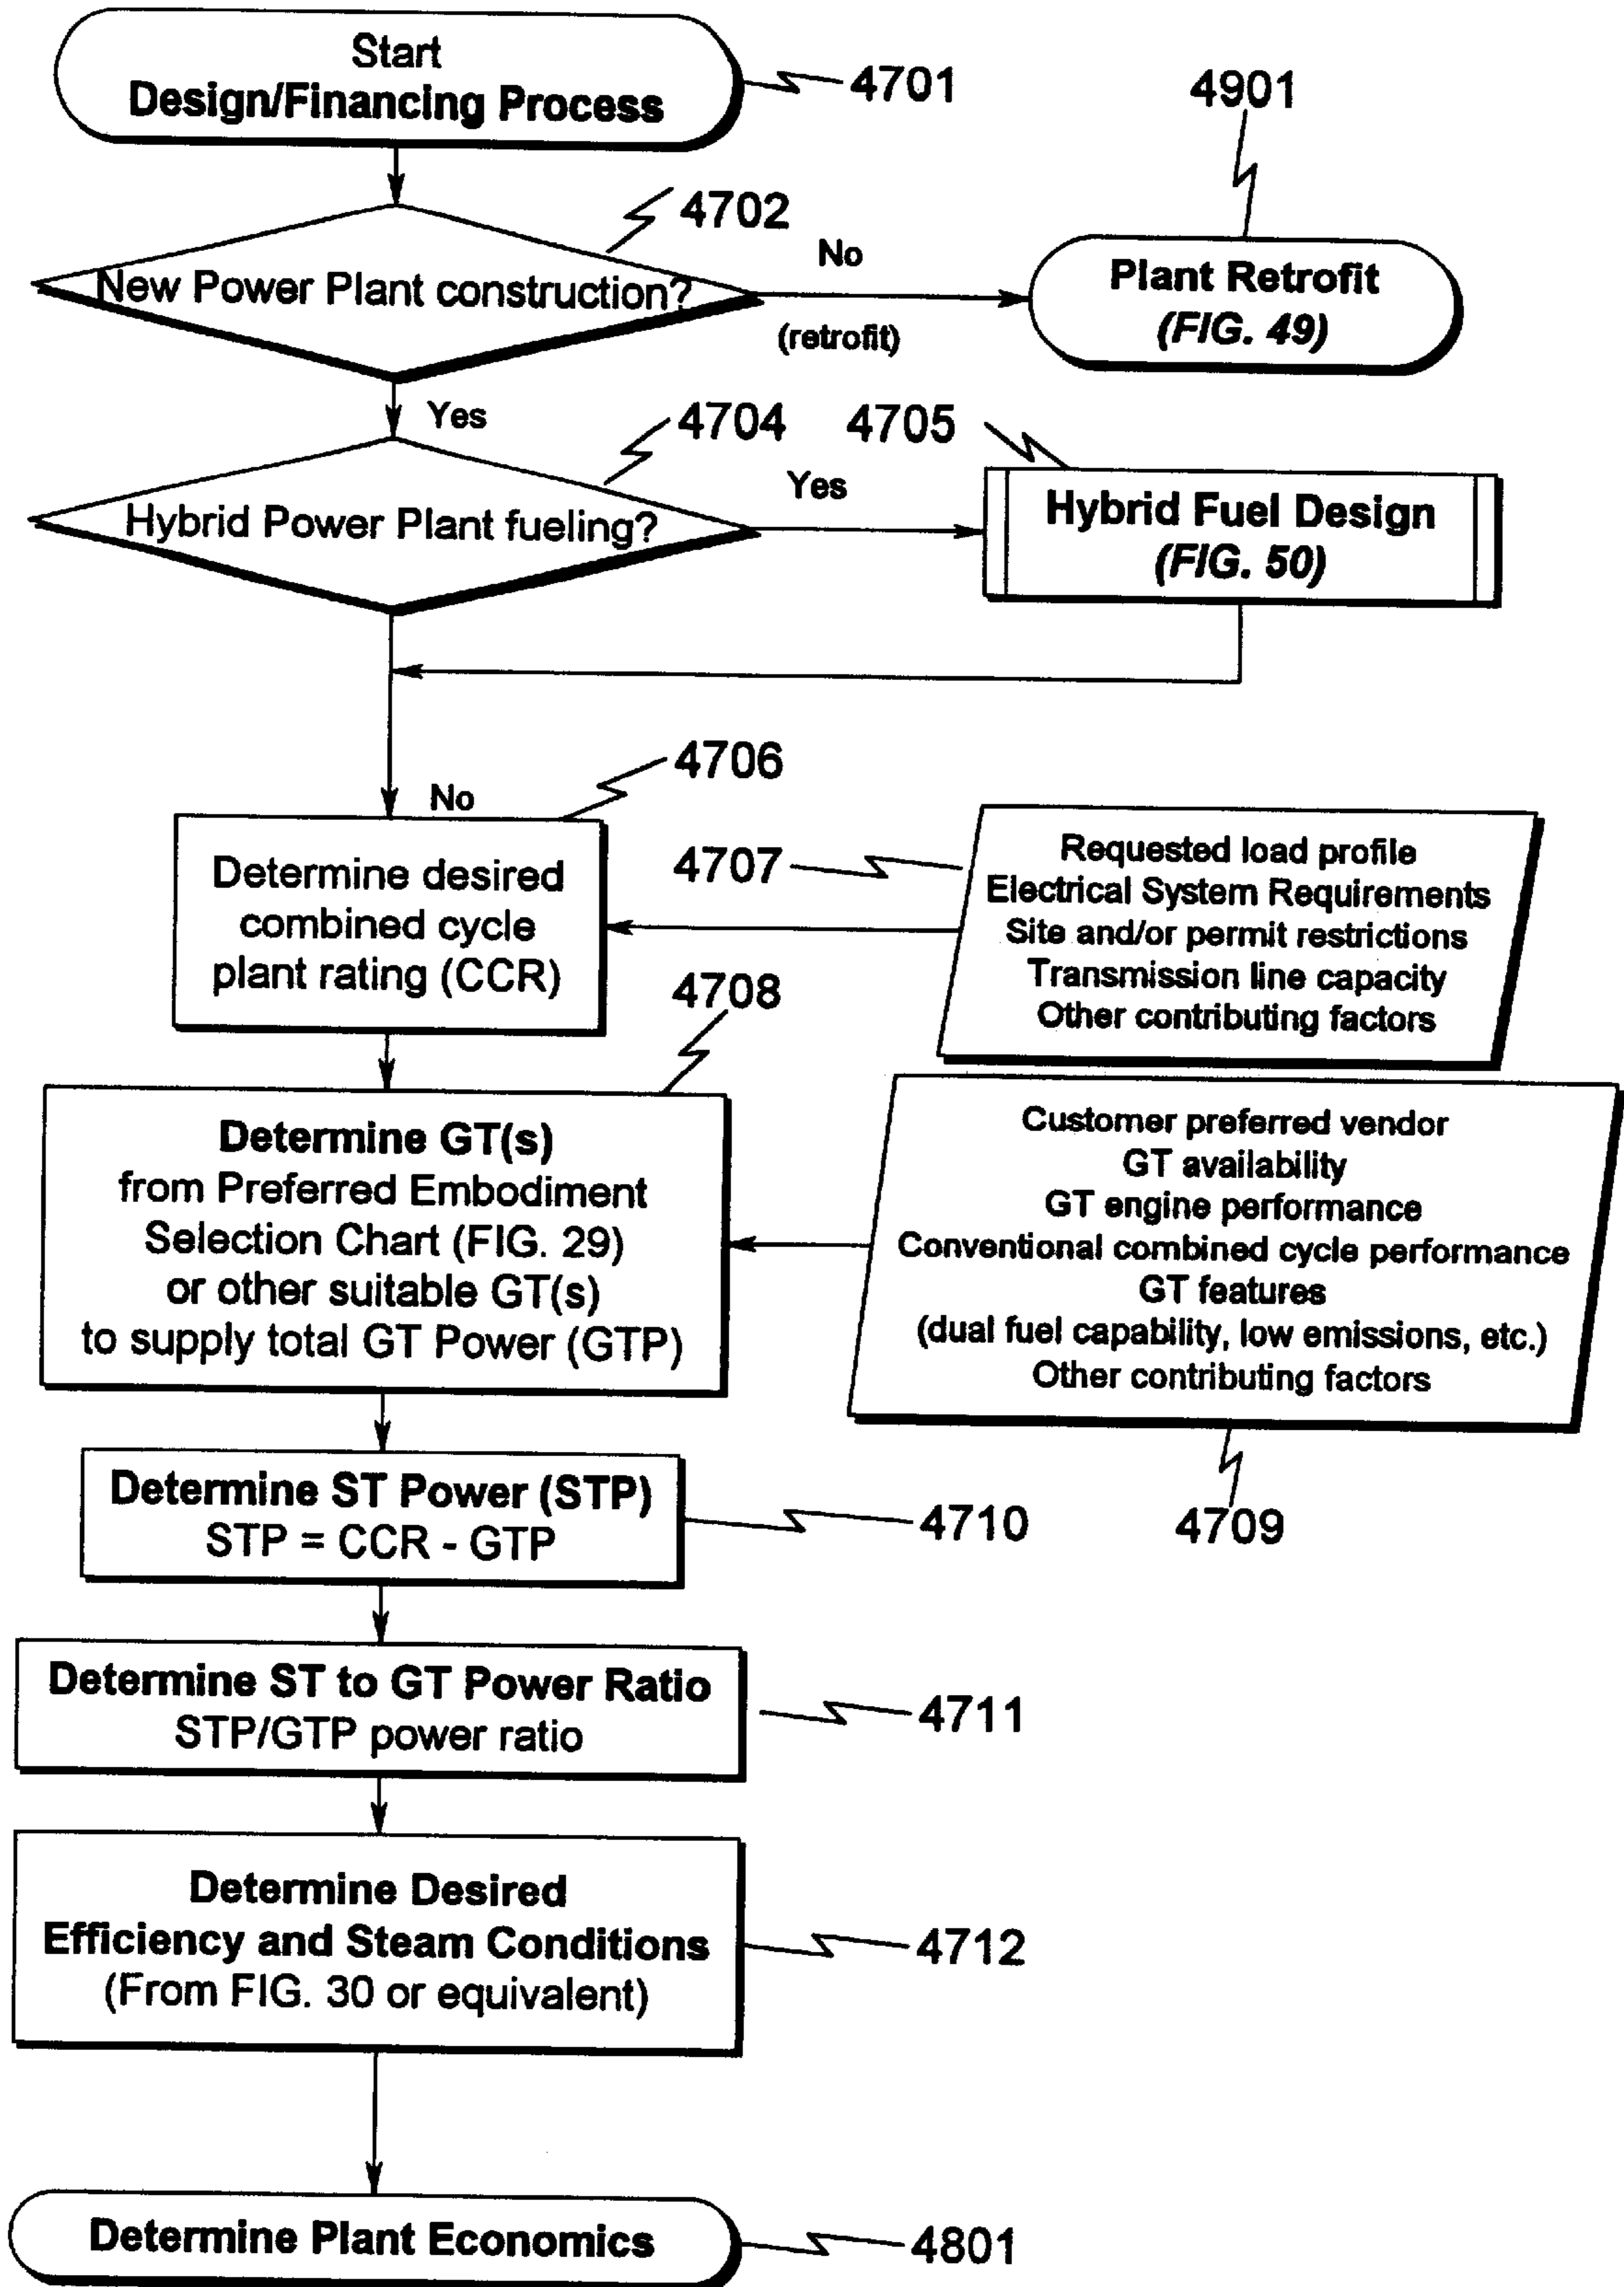 Start
Design/Financing Process
4701
4901
4702
New Power Plant construction?
No
(retrofit)
Plant Retrofit
(FIG. 49)
Yes
4704
4705
Hybrid Power Plant fueling?
Yes
Hybrid Fuel Design
(FIG. 50)
No
4706
Determine desired
combined cycle
plant rating (CCR)
4707
Requested load profile
Electrical System Requirements
Site and/or permit restrictions
Transmission line capacity
Other contributing factors
4708
Determine GT(s)
from Preferred Embodiment
Selection Chart (FIG. 29)
or other suitable GT(s)
to supply total GT Power (GTP)
Customer preferred vendor
GT availability
GT engine performance
Conventional combined cycle performance
GT features
(dual fuel capability, low emissions, etc.)
Other contributing factors
4709
Determine ST Power (STP)
STP = CCR - GTP
4710
Determine ST to GT Power Ratio
STP/GTP power ratio
4711
Determine Desired
Efficiency and Steam Conditions
(From FIG. 30 or equivalent)
4712
Determine Plant Economics
4801